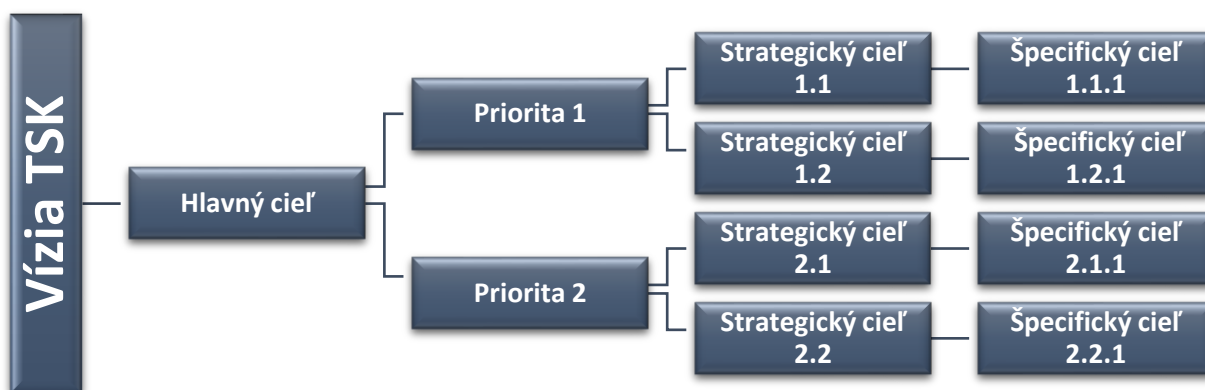 Vízia TSK
Hlavný cieľ
Priorita 1
Strategický cieľ
1.1
Špecifický cieľ
1.1.1
Strategický cieľ
1.2
Špecifický cieľ
1.2.1
Priorita 2
Strategický cieľ
2.1
Špecifický cieľ
2.1.1
Strategický cieľ
2.2
Špecifický cieľ
2.2.1